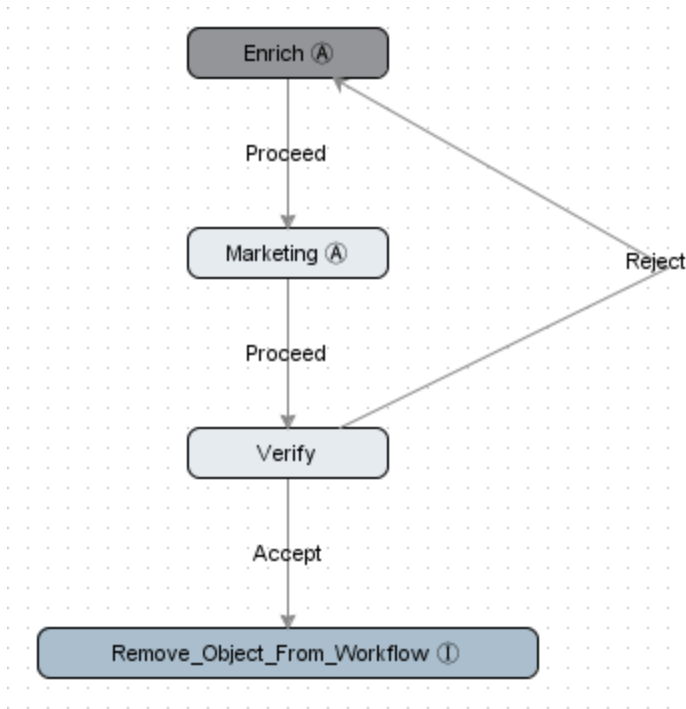 Enrich Ⓐ
Proceed
Marketing Ⓐ
Reject
Proceed
Verify
Accept
Remove_Object_From_Workflow Ⓘ